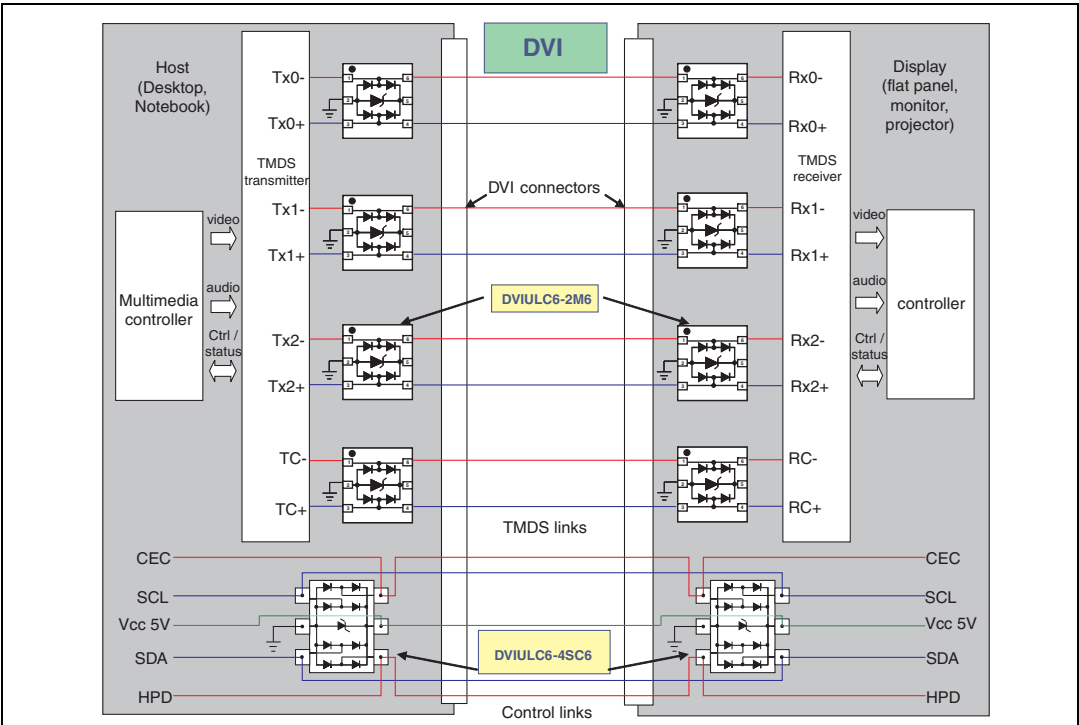 DVI
Host
(Desktop,
Notebook)
Display
(flat panel,
monitor,
projector)
Tx0-
Tx0+
Rx0-
Rx0+
TMDS
transmitter
TMDS
receiver
DVI connectors
Tx1-
Tx1+
Rx1-
Rx1+
video
audio
Ctrl /
status
Multimedia
controller
video
audio
Ctrl /
status
controller
DVIULC6-2M6
Tx2-
Tx2+
Rx2-
Rx2+
TC-
TC+
RC-
RC+
TMDS links
CEC
SCL
Vcc 5V
SDA
HPD
CEC
SCL
Vcc 5V
SDA
HPD
DVIULC6-4SC6
Control links